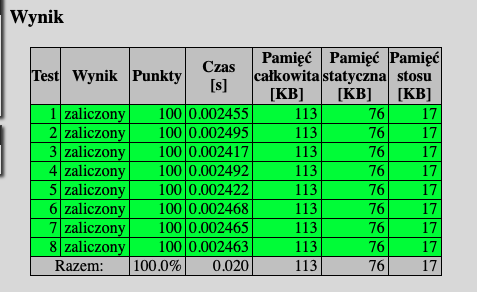 Wynik
Test Wynik Punkty Czas [s] Pamięć całkowita [KB] Pamięć statyczna [KB] Pamięć stosu [KB]
1 zaliczony 100 0.002455 113 76 17
2 zaliczony 100 0.002495 113 76 17
3 zaliczony 100 0.002417 113 76 17
4 zaliczony 100 0.002492 113 76 17
5 zaliczony 100 0.002422 113 76 17
6 zaliczony 100 0.002468 113 76 17
7 zaliczony 100 0.002465 113 76 17
8 zaliczony 100 0.002463 113 76 17
Razem: 100.0% 0.020 113 76 17